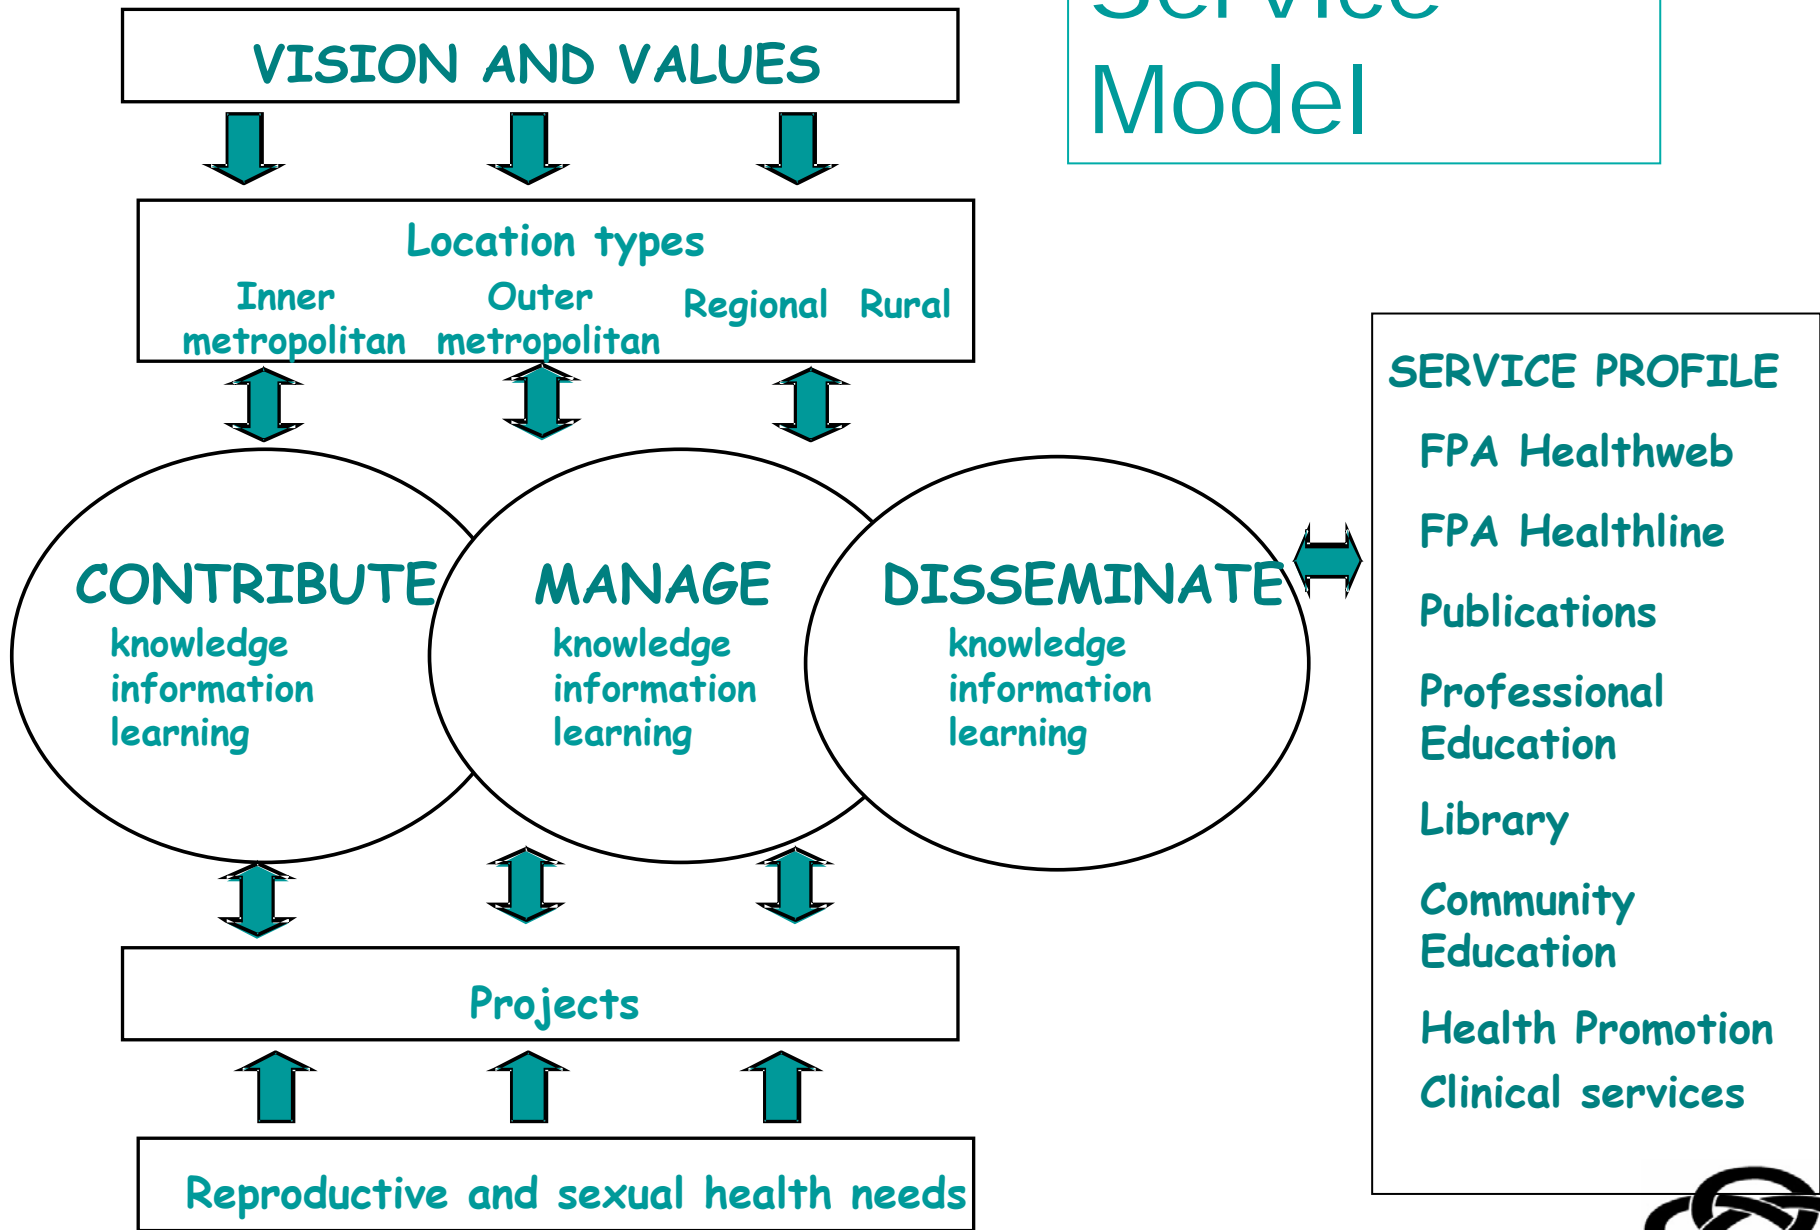 Service
Model
VISION AND VALUES
Location types
Inner
metropolitan
Outer
metropolitan
Regional
Rural
CONTRIBUTE
knowledge
information
learning
MANAGE
knowledge
information
learning
DISSEMINATE
knowledge
information
learning
Projects
Reproductive and sexual health needs
SERVICE PROFILE
FPA Healthweb
FPA Healthline
Publications
Professional
Education
Library
Community
Education
Health Promotion
Clinical services